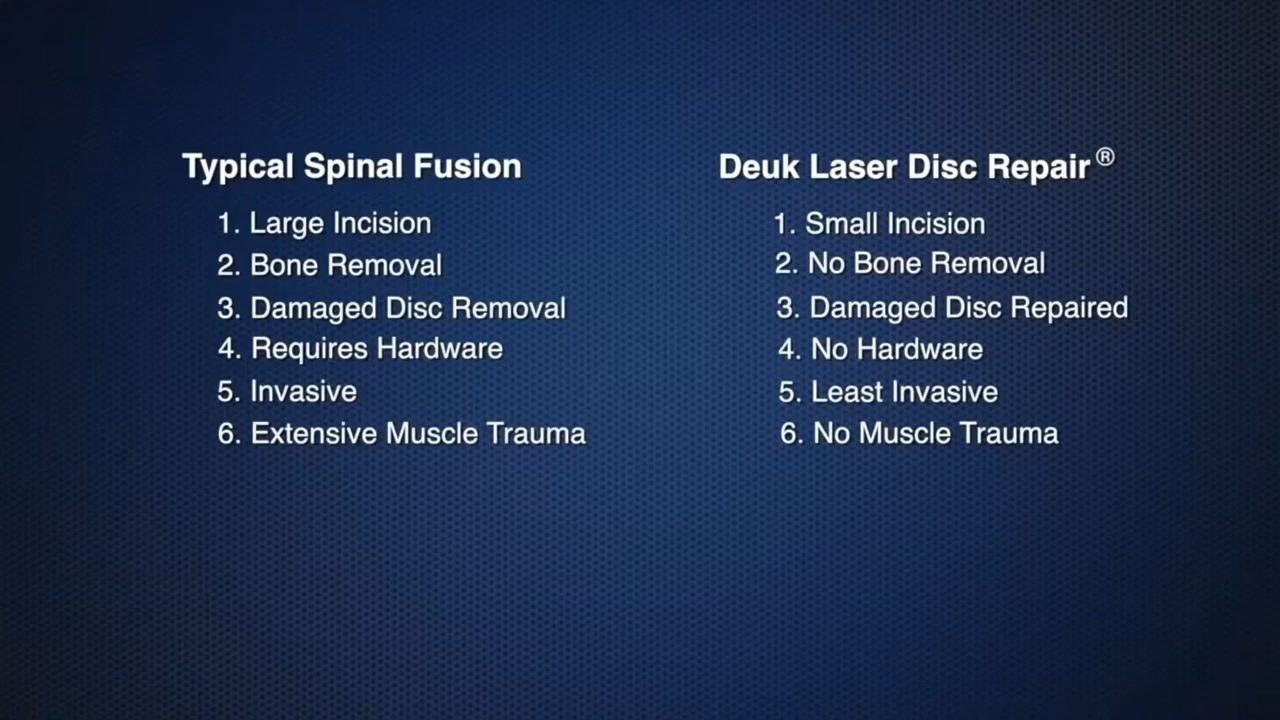 Typical Spinal Fusion
1. Large Incision
2. Bone Removal
3. Damaged Disc Removal
4. Requires Hardware
5. Invasive
6. Extensive Muscle Trauma
Deuk Laser Disc Repair®
1. Small Incision
2. No Bone Removal
3. Damaged Disc Repaired
4. No Hardware
5. Least Invasive
6. No Muscle Trauma